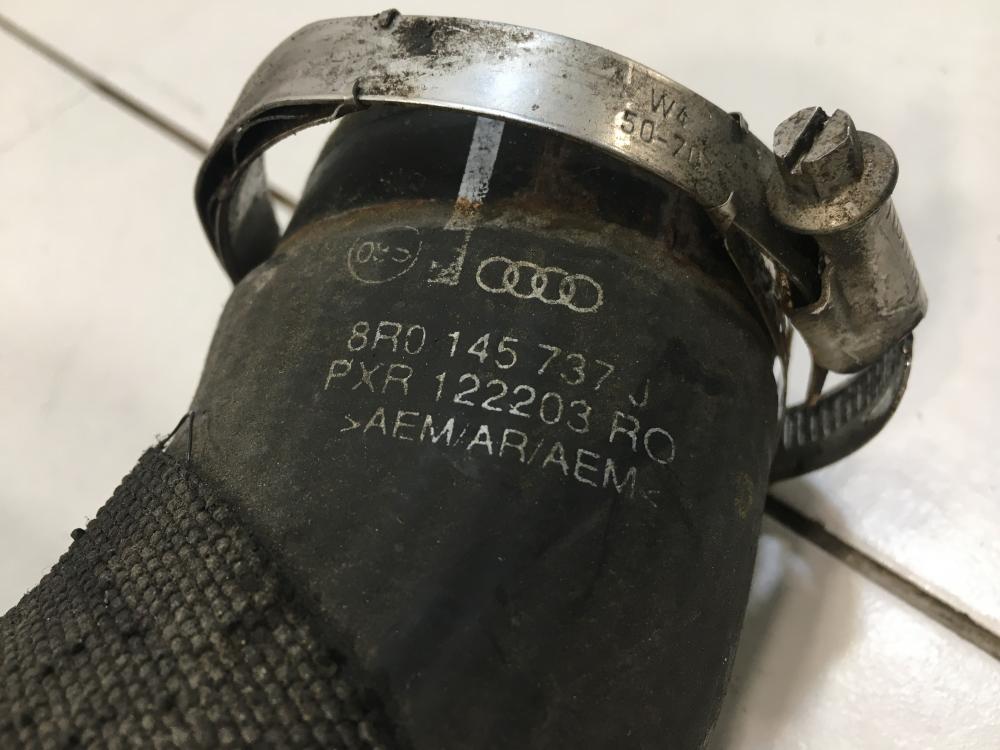 W4
50-70
8R0 145 737 J
PXR 122203 RO
>AEM/AR/AEM<